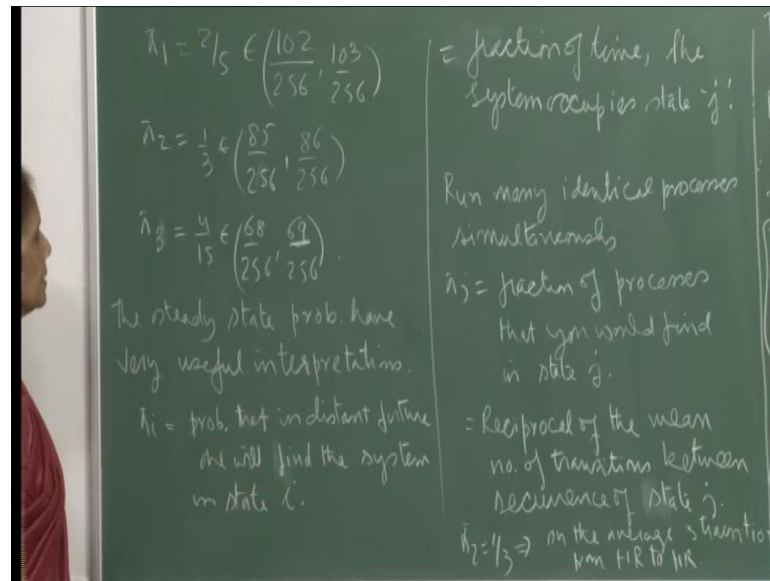 π₁ = 2/5 ∈ (102/256, 103/256)
π₂ = 1/3 ∈ (85/256, 86/256)
π₃ = 4/15 ∈ (68/256, 69/256).
The steady state prob. have
very useful interpretations.
πi = prob. that in distant future
one will find the system
in state i.
= fraction of time, the
system occupies state 'j'.
Run many identical processes
simultaneously
πj = fraction of processes
that you would find
in state j.
= Reciprocal of the mean
no. of transitions between
recurrence of state j.
π₂ = 1/3 ⇒ on the average 3 transitio
from HR to HR